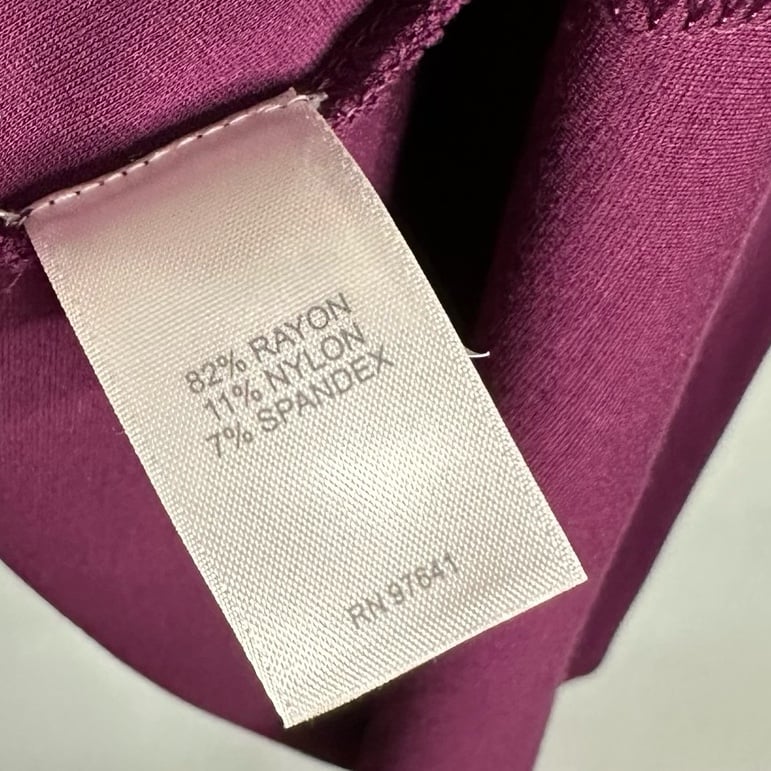 82% RAYON
11% NYLON
7% SPANDEX
RN 97641